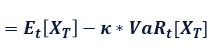 = E_t[X_T] − κ * VaR_t[X_T]